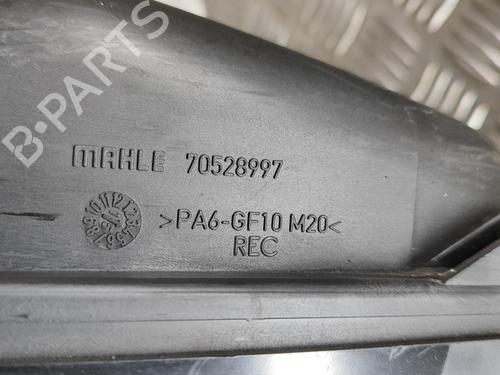 B-PARTS
MAHLE 70528997
>PA6-GF10 M20<
REC